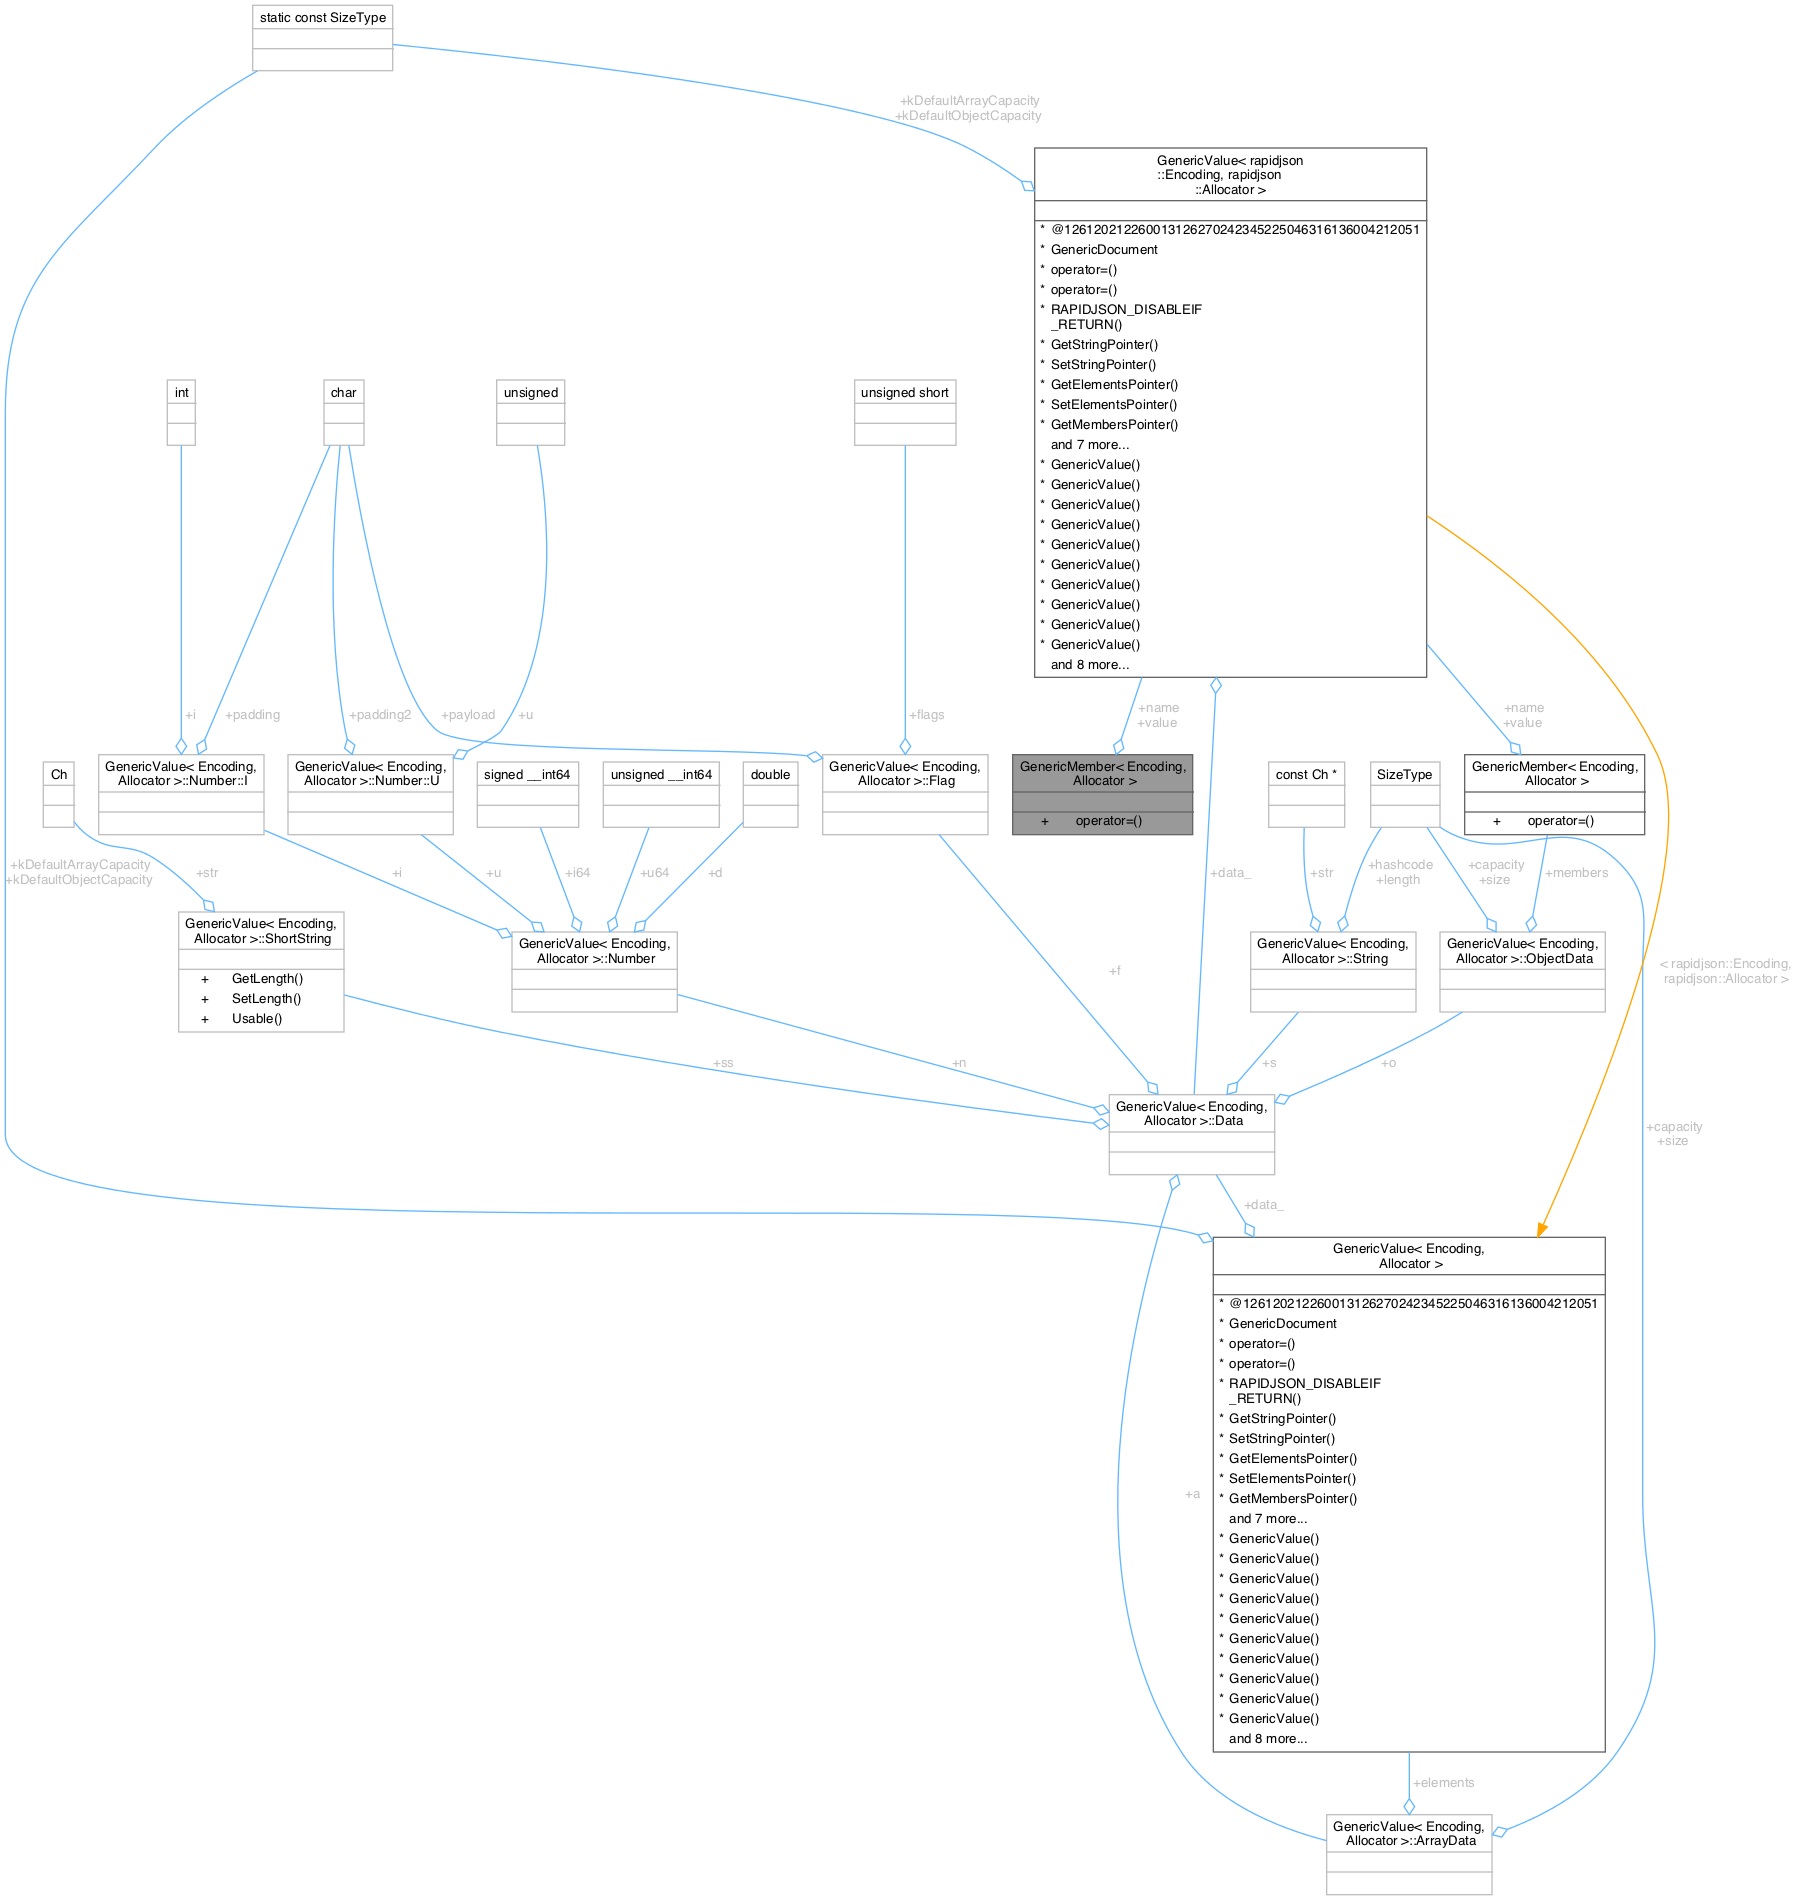 static const SizeType
+kDefaultArrayCapacity
+kDefaultObjectCapacity
GenericValue< rapidjson
::Encoding, rapidjson
::Allocator >
* @126120212260013126270242345225046316136004212051
* GenericDocument
* operator=()
* operator=()
* RAPIDJSON_DISABLEIF
_RETURN()
* GetStringPointer()
* SetStringPointer()
* GetElementsPointer()
* SetElementsPointer()
* GetMembersPointer()
and 7 more...
* GenericValue()
* GenericValue()
* GenericValue()
* GenericValue()
* GenericValue()
* GenericValue()
* GenericValue()
* GenericValue()
* GenericValue()
* GenericValue()
and 8 more...
int
char
unsigned
unsigned short
+i
+padding
+padding2
+payload
+u
+flags
+name
+value
+name
+value
Ch
GenericValue< Encoding,
Allocator >::Number::I
GenericValue< Encoding,
Allocator >::Number::U
signed __int64
unsigned __int64
double
GenericValue< Encoding,
Allocator >::Flag
GenericMember< Encoding,
Allocator >
+ operator=()
const Ch *
SizeType
GenericMember< Encoding,
Allocator >
+ operator=()
+kDefaultArrayCapacity
+kDefaultObjectCapacity
+str
+i
+u
+i64
+u64
+d
+data_
+str
+hashcode
+length
+capacity
+size
+members
GenericValue< Encoding,
Allocator >::ShortString
+ GetLength()
+ SetLength()
+ Usable()
GenericValue< Encoding,
Allocator >::Number
GenericValue< Encoding,
Allocator >::String
GenericValue< Encoding,
Allocator >::ObjectData
+f
< rapidjson::Encoding,
rapidjson::Allocator >
+ss
+n
+s
+o
GenericValue< Encoding,
Allocator >::Data
+capacity
+size
+data_
GenericValue< Encoding,
Allocator >
* @126120212260013126270242345225046316136004212051
* GenericDocument
* operator=()
* operator=()
* RAPIDJSON_DISABLEIF
_RETURN()
* GetStringPointer()
* SetStringPointer()
* GetElementsPointer()
* SetElementsPointer()
* GetMembersPointer()
and 7 more...
* GenericValue()
* GenericValue()
* GenericValue()
* GenericValue()
* GenericValue()
* GenericValue()
* GenericValue()
* GenericValue()
* GenericValue()
* GenericValue()
and 8 more...
+a
+elements
GenericValue< Encoding,
Allocator >::ArrayData